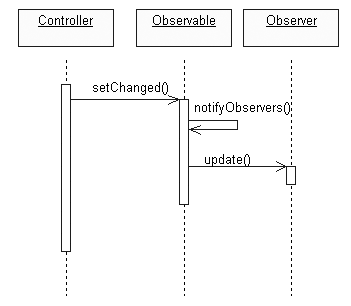 Controller
Observable
Observer
setChanged()
notifyObservers()
update()